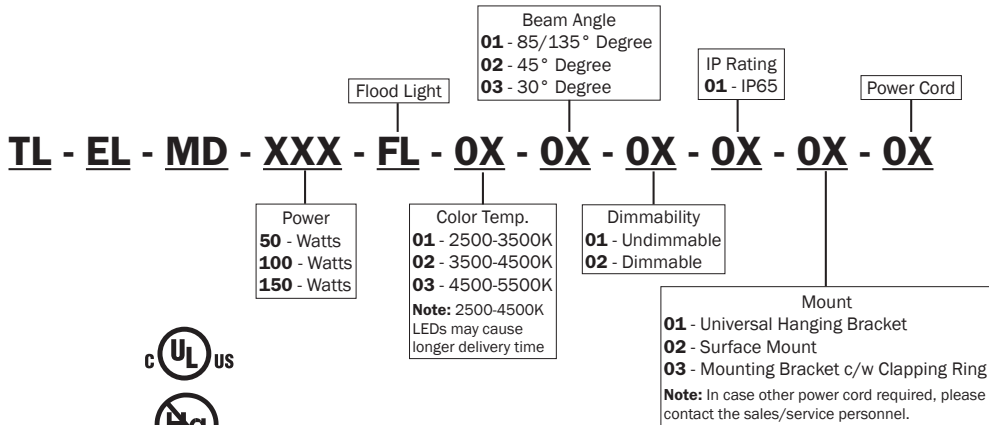 Beam Angle
01 - 85/135° Degree
02 - 45° Degree
03 - 30° Degree
IP Rating
01 - IP65
Flood Light
Power Cord
TL - EL - MD - XXX - FL - 0X - 0X - 0X - 0X - 0X - 0X
Power
50 - Watts
100 - Watts
150 - Watts
Color Temp.
01 - 2500-3500K
02 - 3500-4500K
03 - 4500-5500K
Note: 2500-4500K
LEDs may cause
longer delivery time
Dimmability
01 - Undimmable
02 - Dimmable
Mount
01 - Universal Hanging Bracket
02 - Surface Mount
03 - Mounting Bracket c/w Clapping Ring
Note: In case other power cord required, please
contact the sales/service personnel.
c UL US
Hg